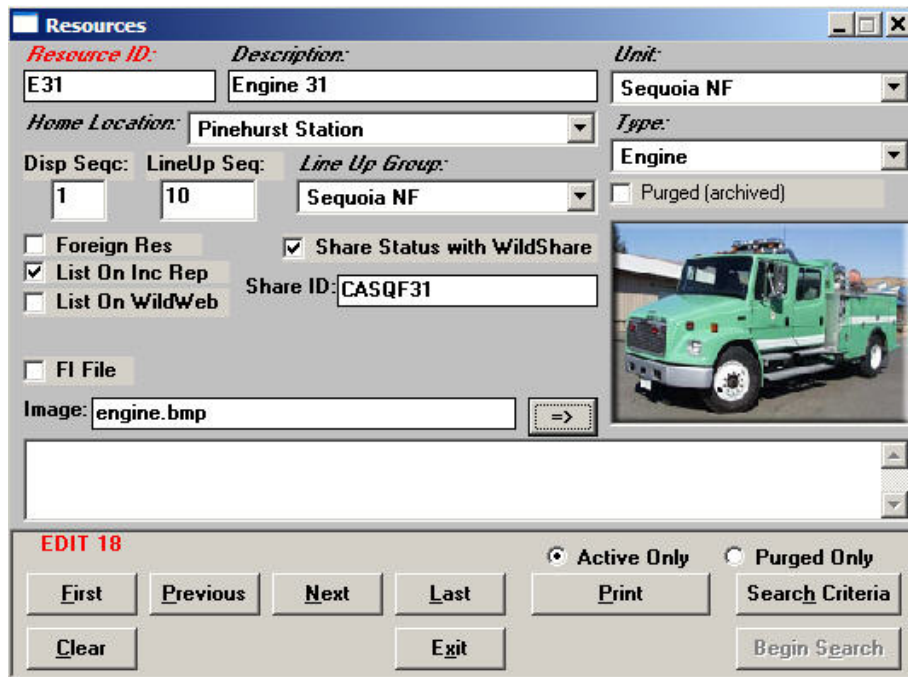 Resources
Resource ID: Description: Unit:
E31 Engine 31 Sequoia NF
Home Location: Pinehurst Station Type:
Disp Seqc: LineUp Seq: Line Up Group: Engine
1 10 Sequoia NF Purged (archived)
Foreign Res Share Status with WildShare
List On Inc Rep
List On WildWeb Share ID: CASQF31
FI File
Image: engine.bmp =>
EDIT 18
Active Only Purged Only
First Previous Next Last Print Search Criteria
Clear Exit Begin Search